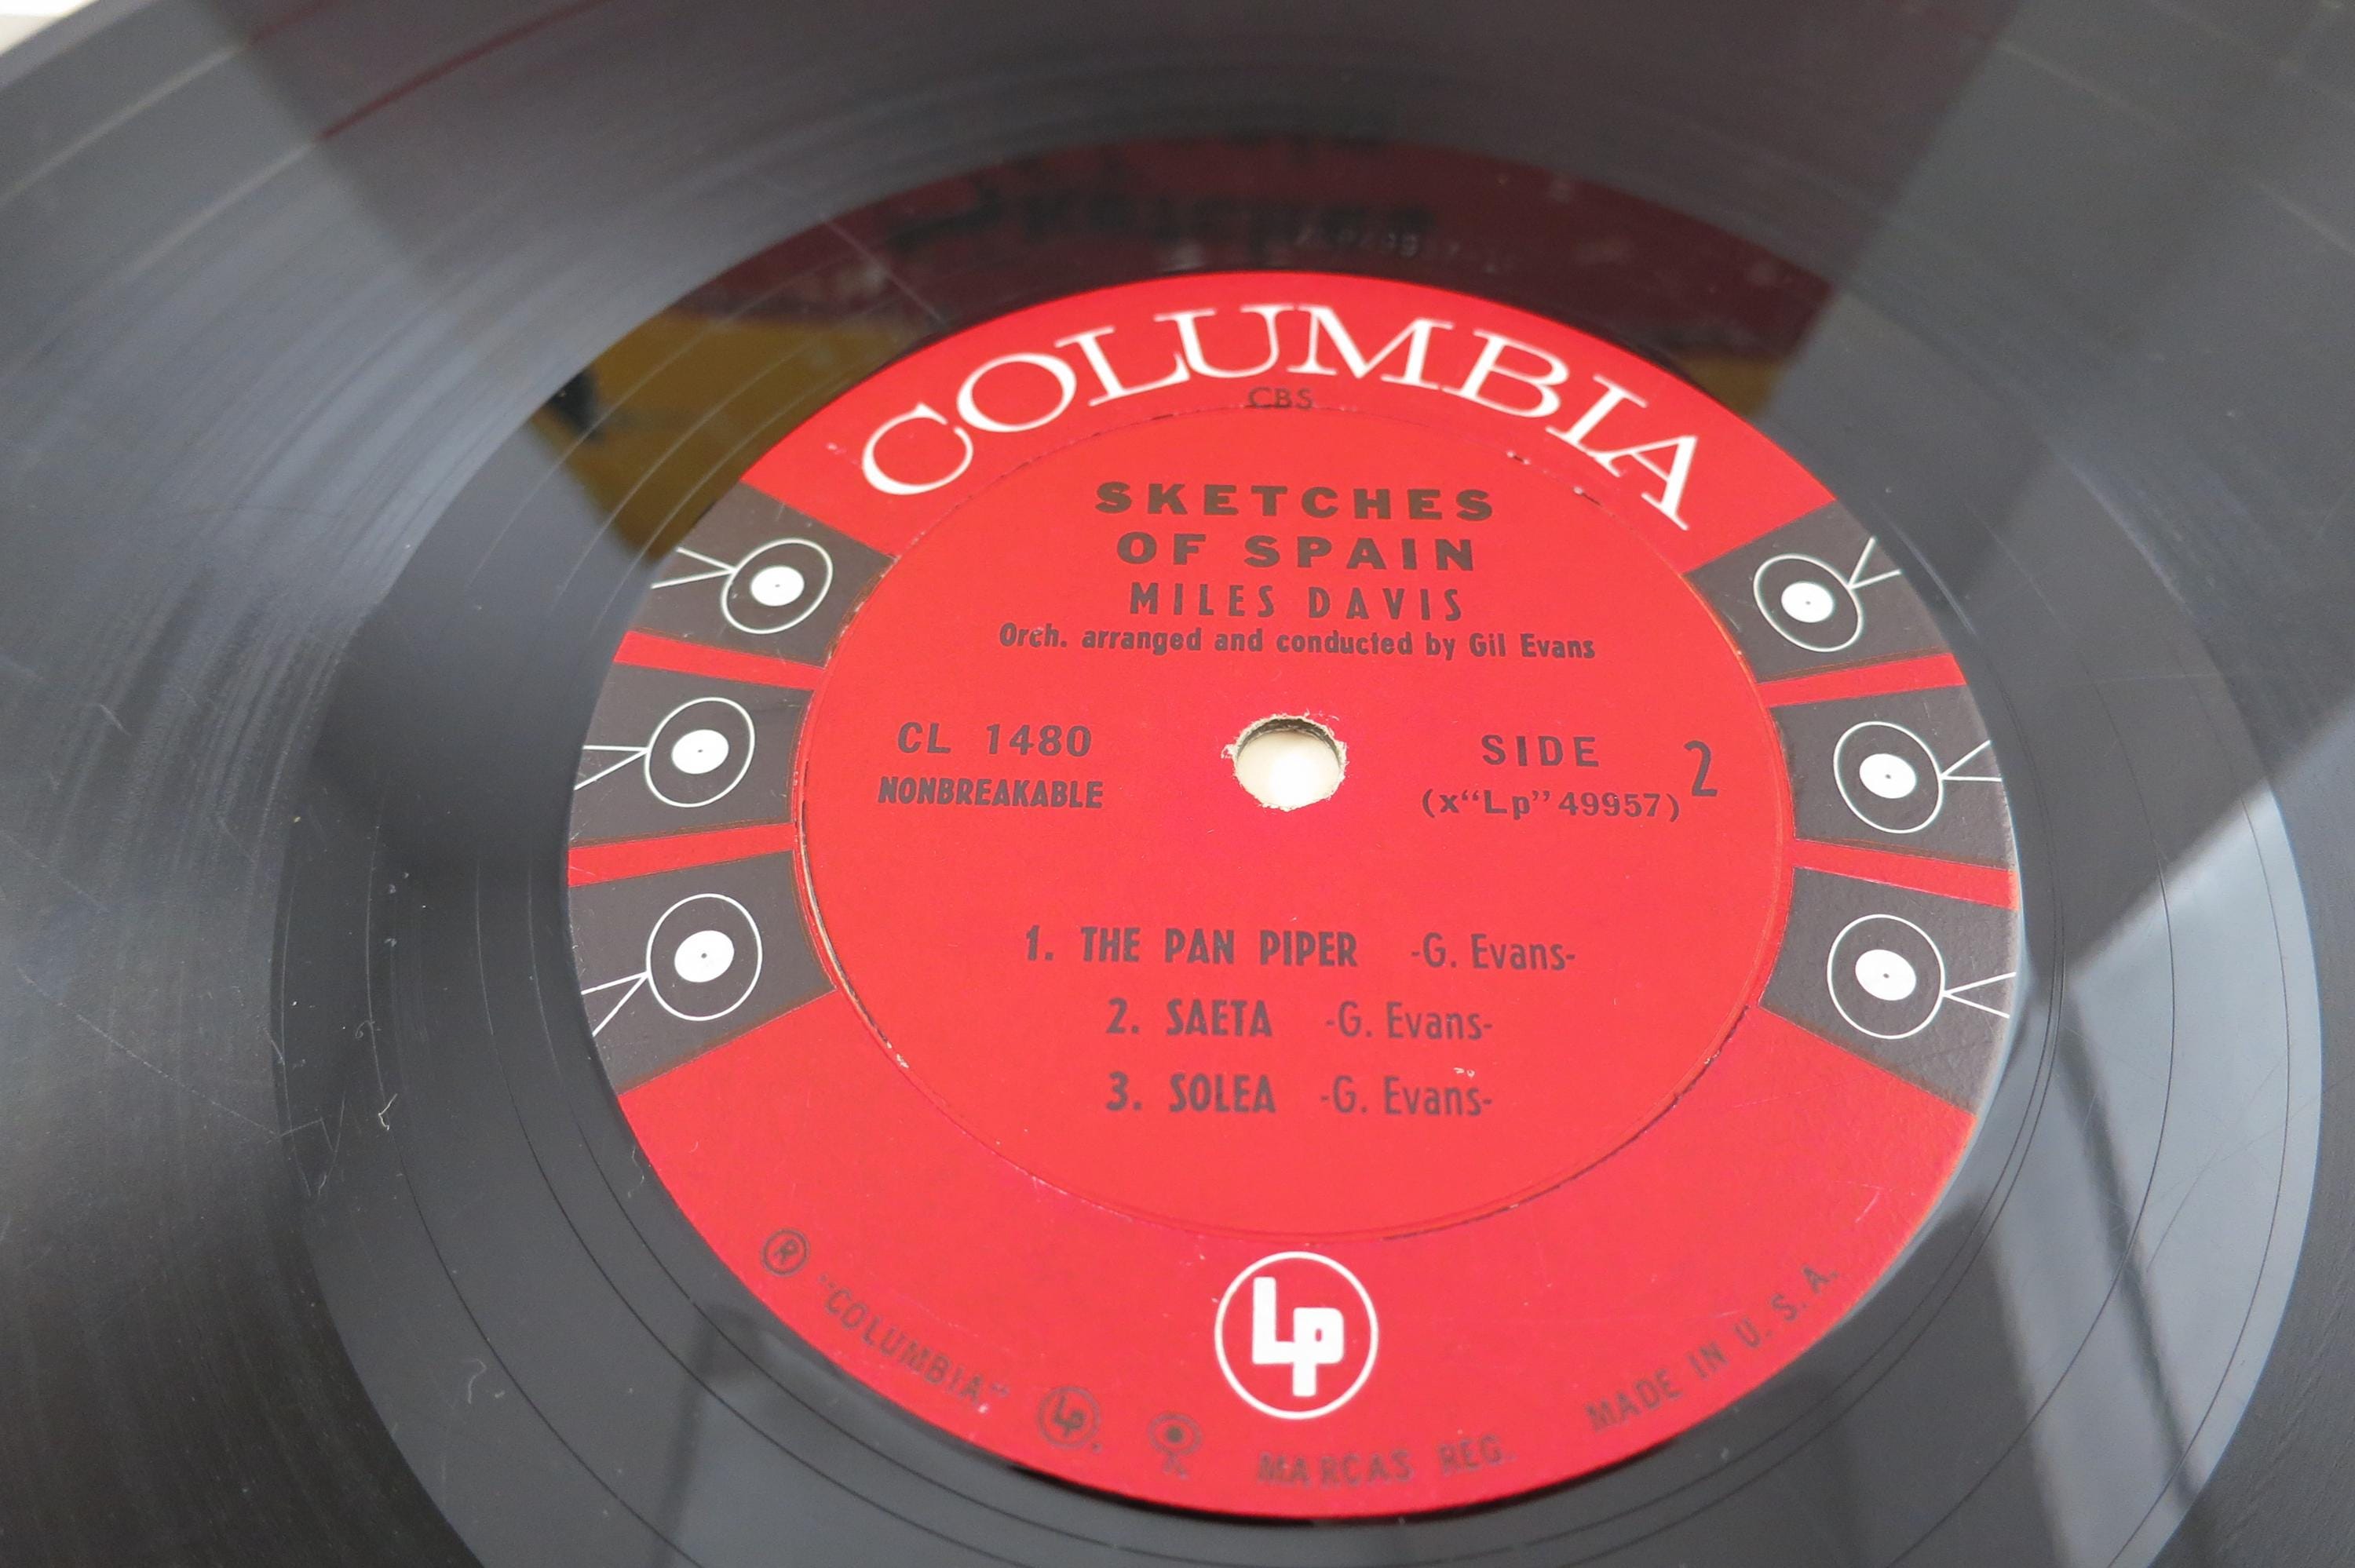 COLUMBIA
CBS
SKETCHES
OF SPAIN
MILES DAVIS
Orch. arranged and conducted by Gil Evans
CL 1480
NONBREAKABLE
SIDE 2
(x“Lp” 49957)
1. THE PAN PIPER -G. Evans-
2. SAETA -G. Evans-
3. SOLEA -G. Evans-
Lp
® "COLUMBIA," Lp. MARCAS REG. MADE IN U.S.A.